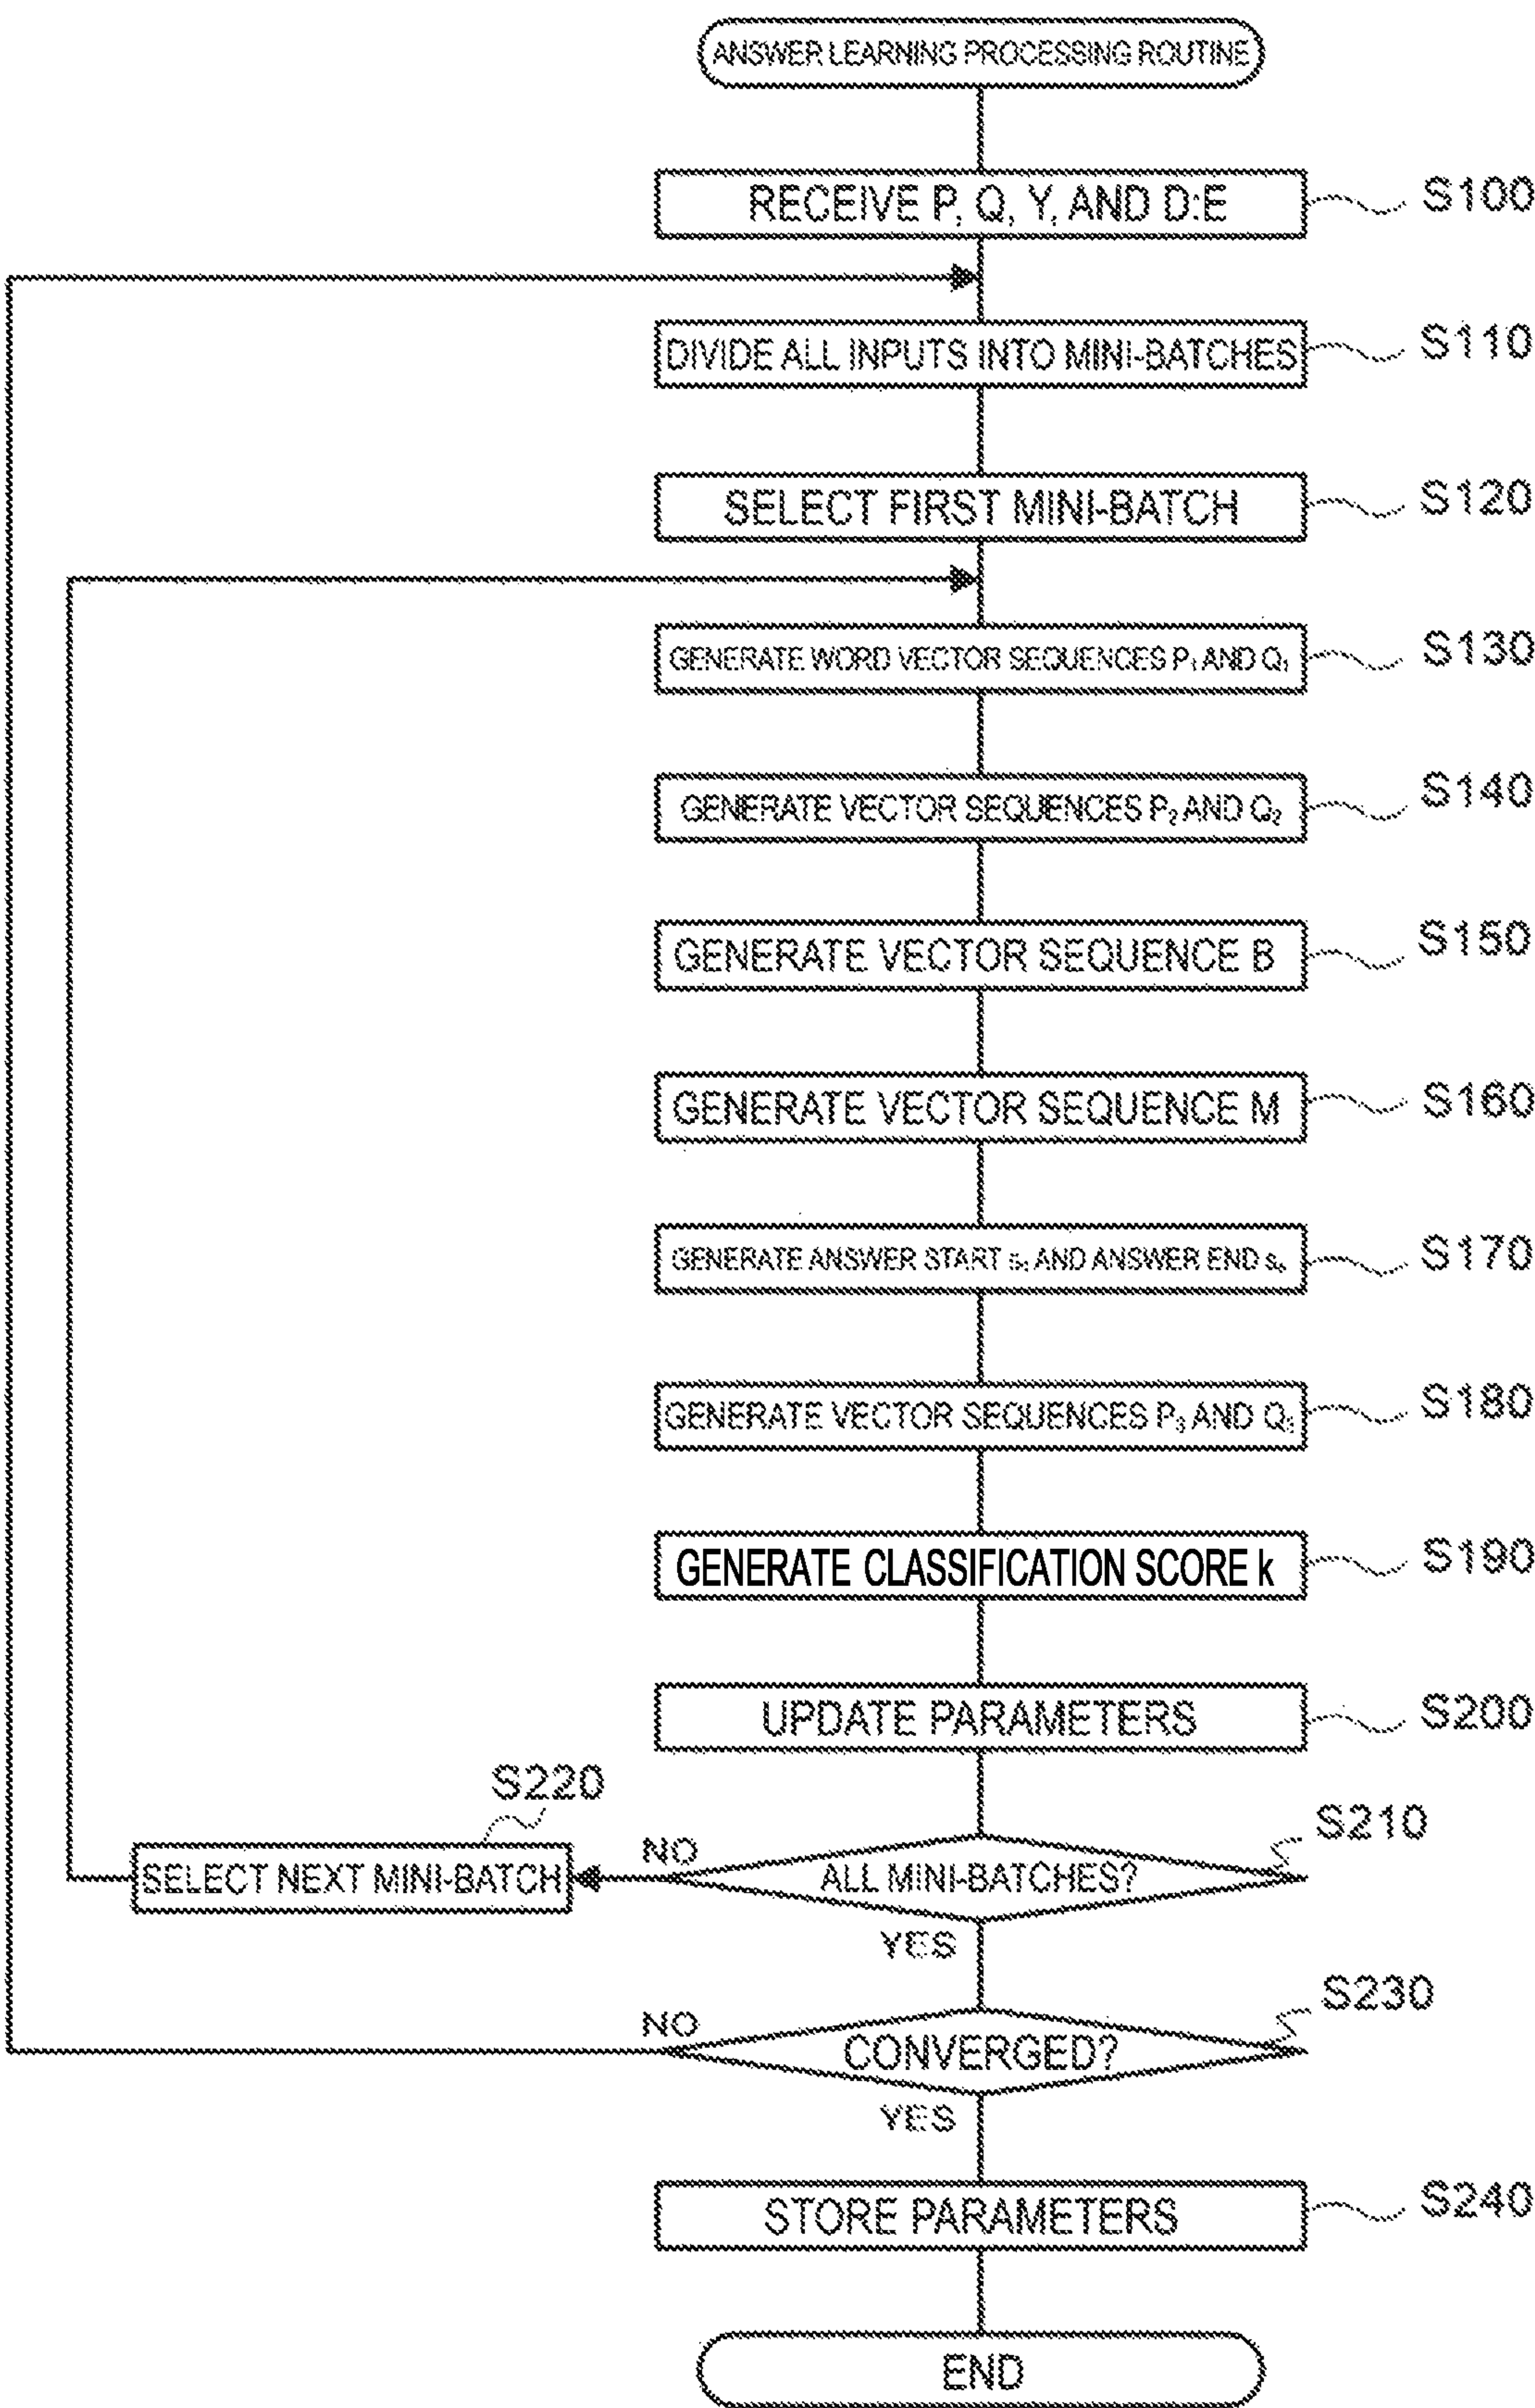 ANSWER LEARNING PROCESSING ROUTINE
RECEIVE P, Q, Y, AND D:E
S100
DIVIDE ALL INPUTS INTO MINI-BATCHES
S110
SELECT FIRST MINI-BATCH
S120
GENERATE WORD VECTOR SEQUENCES P₁ AND Q₁
S130
GENERATE VECTOR SEQUENCES P₂ AND Q₂
S140
GENERATE VECTOR SEQUENCE B
S150
GENERATE VECTOR SEQUENCE M
S160
GENERATE ANSWER START AND ANSWER END
S170
GENERATE VECTOR SEQUENCES P₃ AND Q₃
S180
GENERATE CLASSIFICATION SCORE k
S190
UPDATE PARAMETERS
S200
S220
SELECT NEXT MINI-BATCH
NO
ALL MINI-BATCHES?
S210
YES
NO
CONVERGED?
S230
YES
STORE PARAMETERS
S240
END